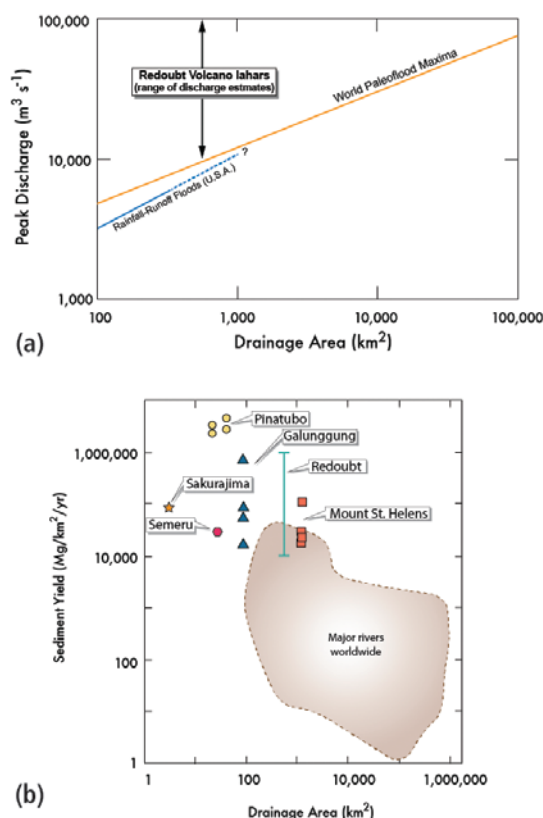 100,000
Redoubt Volcano lahars
(range of discharge estmates)
World Paleoflood Maxima
10,000
?
Rainfall-Runoff Floods (U.S.A.)
1,000
100
1,000
10,000
100,000
Peak Discharge (m³ s⁻¹)
Drainage Area (km²)
(a)
Pinatubo
Galunggung
1,000,000
Redoubt
Sakurajima
Mount St. Helens
Semeru
10,000
Major rivers
worldwide
100
1
1
100
10,000
1,000,000
Sediment Yield (Mg/km²/yr)
Drainage Area (km²)
(b)